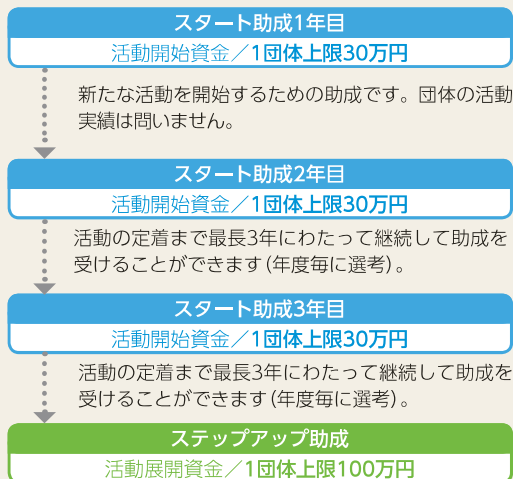 スタート助成1年目
活動開始資金／1団体上限30万円
新たな活動を開始するための助成です。団体の活動
実績は問いません。
スタート助成2年目
活動開始資金／1団体上限30万円
活動の定着まで最長3年にわたって継続して助成を
受けることができます(年度毎に選考)。
スタート助成3年目
活動開始資金／1団体上限30万円
活動の定着まで最長3年にわたって継続して助成を
受けることができます(年度毎に選考)。
ステップアップ助成
活動展開資金／1団体上限100万円